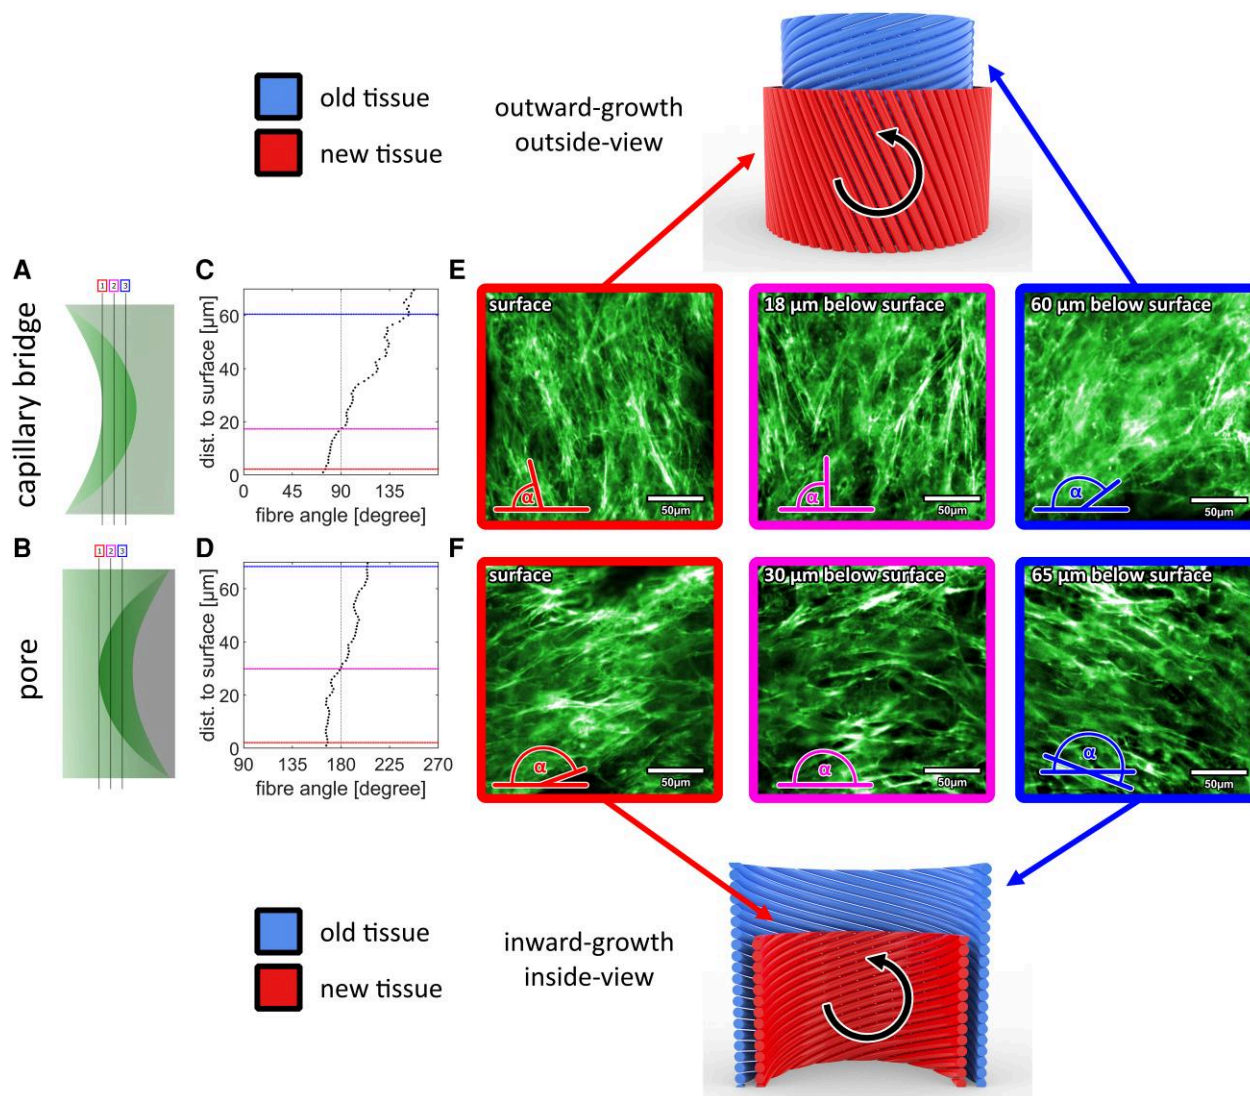 old tissue
new tissue
outward-growth
outside-view
A
1 2 3
capillary bridge
C
dist. to surface [µm]
60
40
20
0
0 45 90 135
fibre angle [degree]
E
surface
α
50µm
18 µm below surface
α
50µm
60 µm below surface
α
50µm
B
1 2 3
pore
D
dist. to surface [µm]
60
40
20
0
90 135 180 225 270
fibre angle [degree]
F
surface
α
50µm
30 µm below surface
α
50µm
65 µm below surface
α
50µm
old tissue
new tissue
inward-growth
inside-view